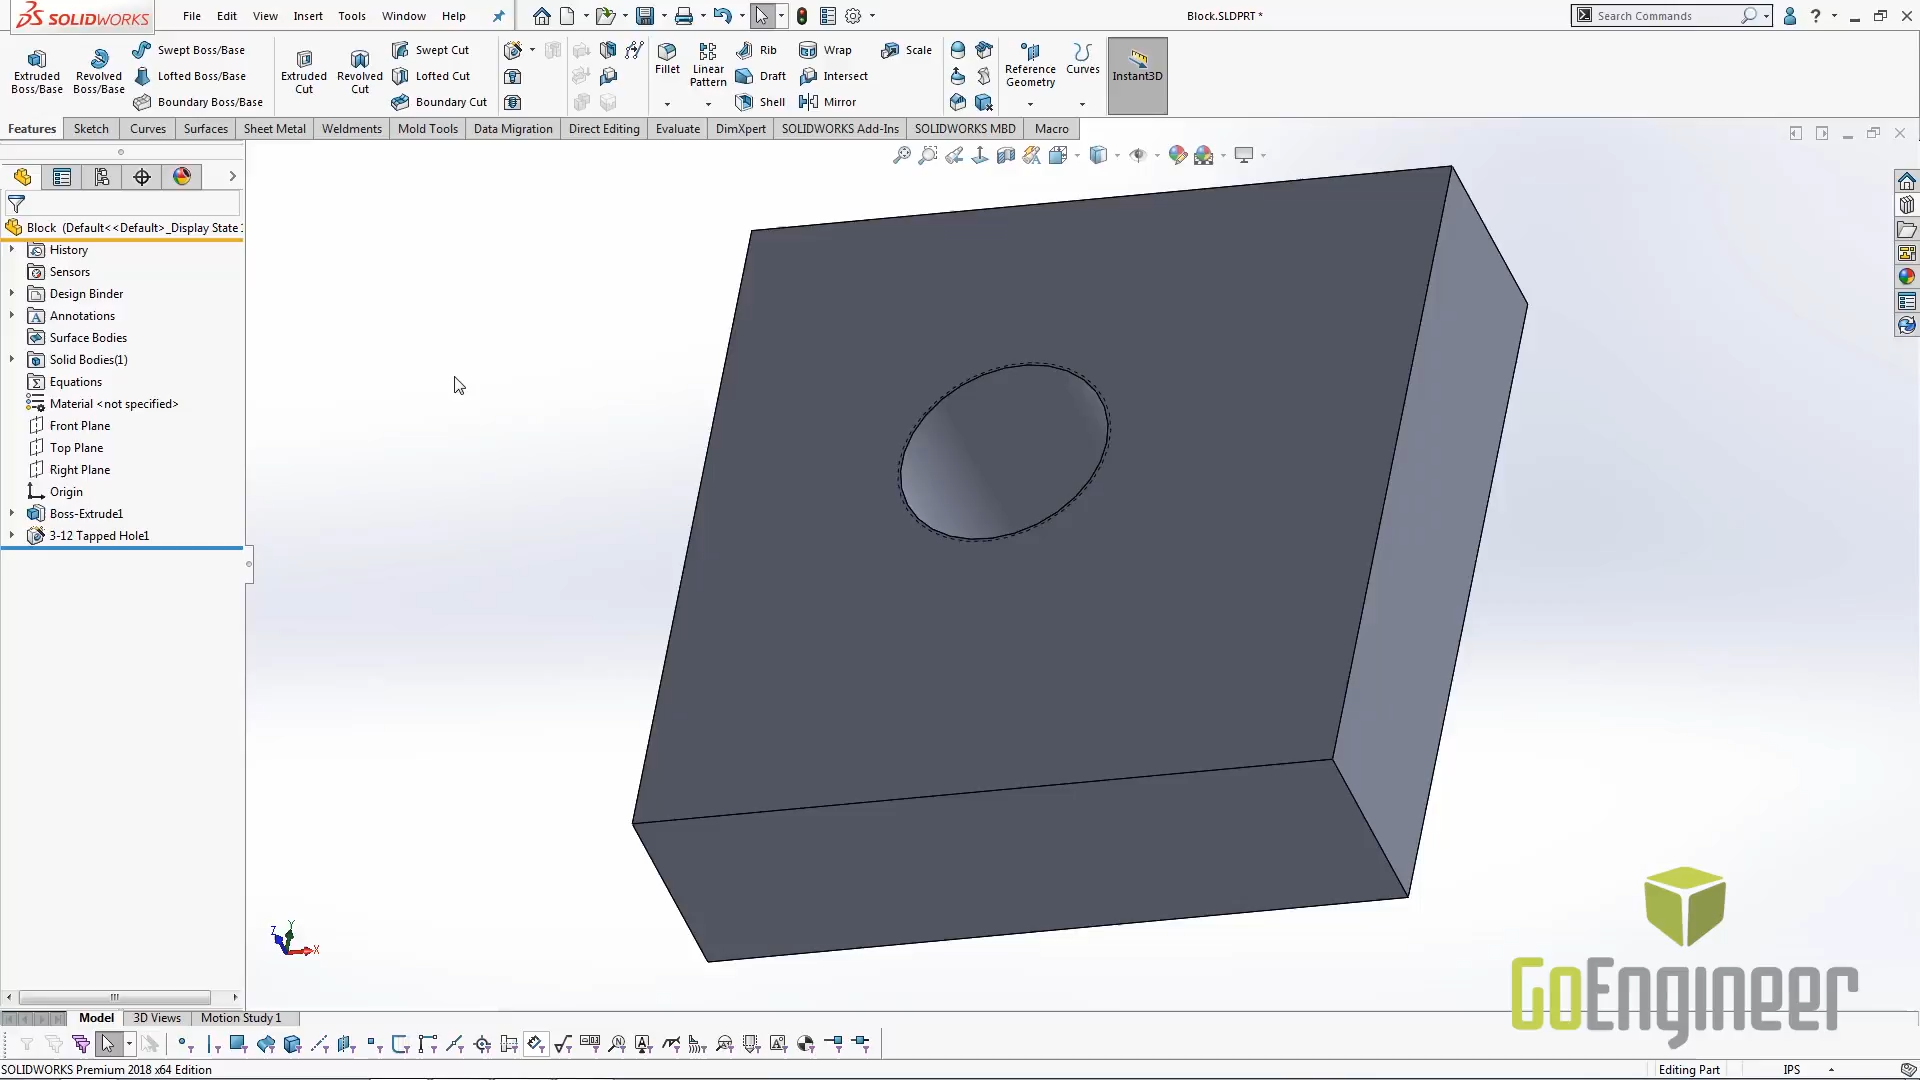 SOLIDWORKS File Edit View Insert Tools Window Help Block.SLDPRT * Search Commands
Extruded Boss/Base
Revolved Boss/Base
Swept Boss/Base
Lofted Boss/Base
Boundary Boss/Base
Extruded Cut
Revolved Cut
Swept Cut
Lofted Cut
Boundary Cut
Fillet
Linear Pattern
Rib
Draft
Shell
Wrap
Intersect
Mirror
Scale
Reference Geometry
Curves
Instant3D
Features Sketch Curves Surfaces Sheet Metal Weldments Mold Tools Data Migration Direct Editing Evaluate DimXpert SOLIDWORKS Add-Ins SOLIDWORKS MBD Macro
Block (Default<<Default>_Display State
History
Sensors
Design Binder
Annotations
Surface Bodies
Solid Bodies(1)
Equations
Material <not specified>
Front Plane
Top Plane
Right Plane
Origin
Boss-Extrude1
3-12 Tapped Hole1
Y
Z
X
GoEngineer
Model 3D Views Motion Study 1
SOLIDWORKS Premium 2018 x64 Edition Editing Part IPS